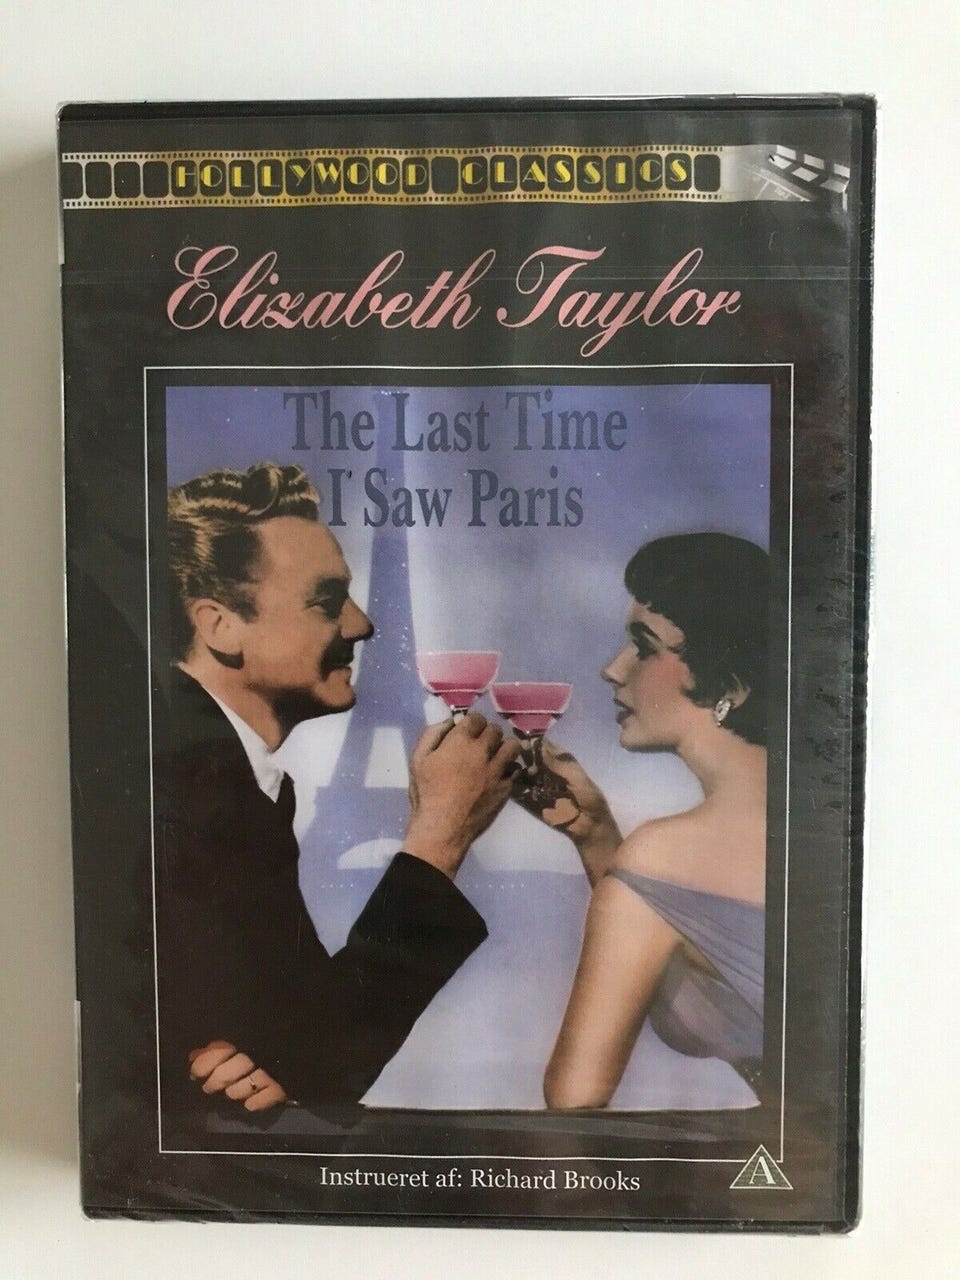 HOLLYWOOD CLASSICS
Elizabeth Taylor
The Last Time
I Saw Paris
Instrueret af: Richard Brooks
A